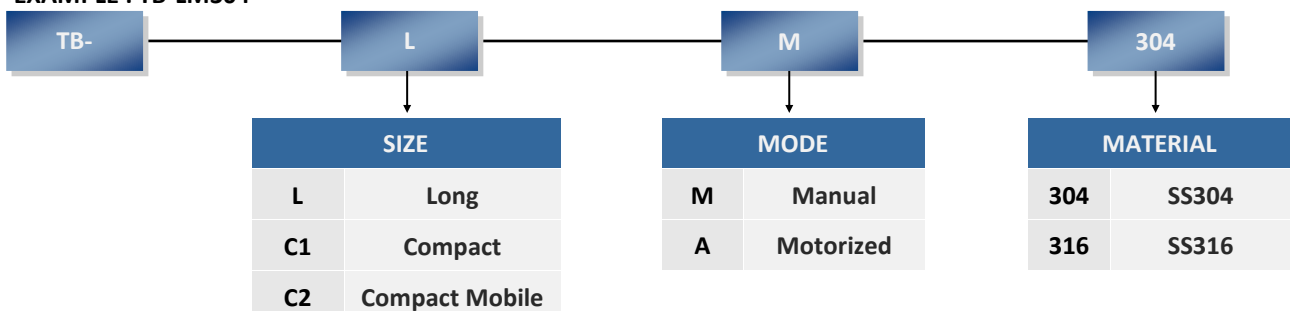 TB- L M 304
SIZE MODE MATERIAL
L Long M Manual 304 SS304
C1 Compact A Motorized 316 SS316
C2 Compact Mobile